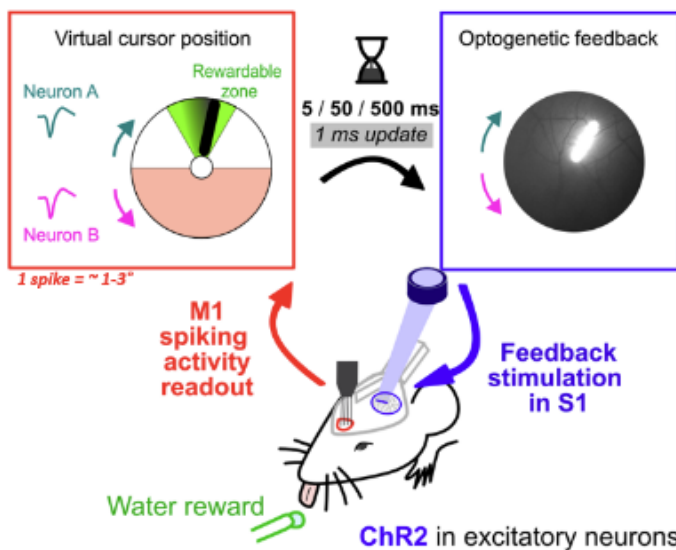 Virtual cursor position
Neuron A
Rewardable
zone
Neuron B
1 spike = ~ 1-3°
5 / 50 / 500 ms
1 ms update
Optogenetic feedback
M1
spiking
activity
readout
Feedback
stimulation
in S1
Water reward
ChR2 in excitatory neurons